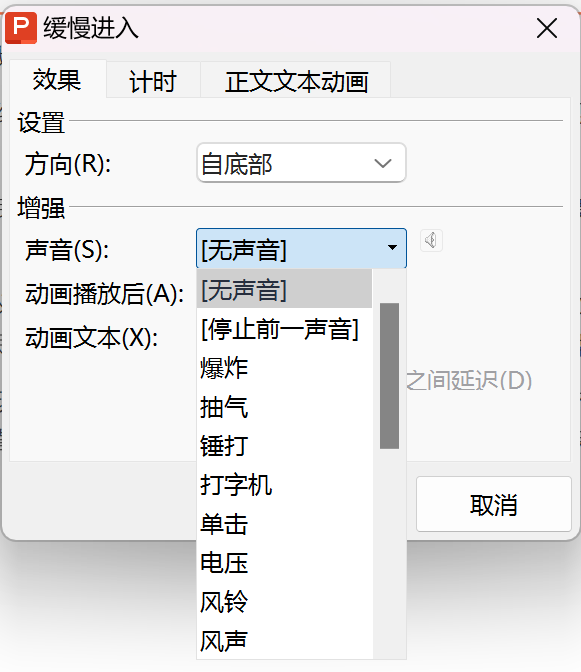 P 缓慢进入
效果 计时 正文文本动画
设置
方向(R): 自底部
增强
声音(S): [无声音]
[无声音]
动画播放后(A):
[停止前一声音]
动画文本(X):
爆炸
之间延迟(D)
抽气
锤打
打字机
取消
单击
电压
风铃
风声